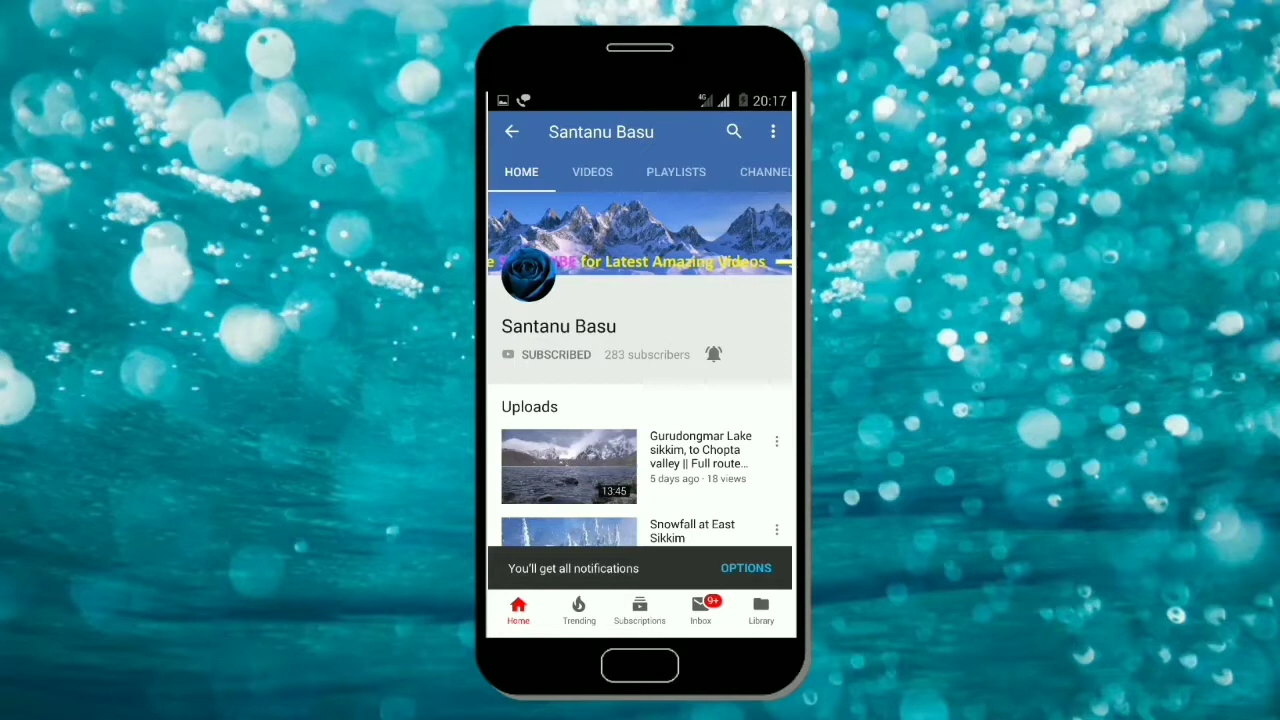 4G 20:17
Santanu Basu
HOME VIDEOS PLAYLISTS CHANNEL
e SUBSCRIBE for Latest Amazing Videos
Santanu Basu
SUBSCRIBED 283 subscribers
Uploads
Gurudongmar Lake
sikkim, to Chopta
valley || Full route...
5 days ago · 18 views
13:45
Snowfall at East
Sikkim
You'll get all notifications OPTIONS
9+
Home Trending Subscriptions Inbox Library